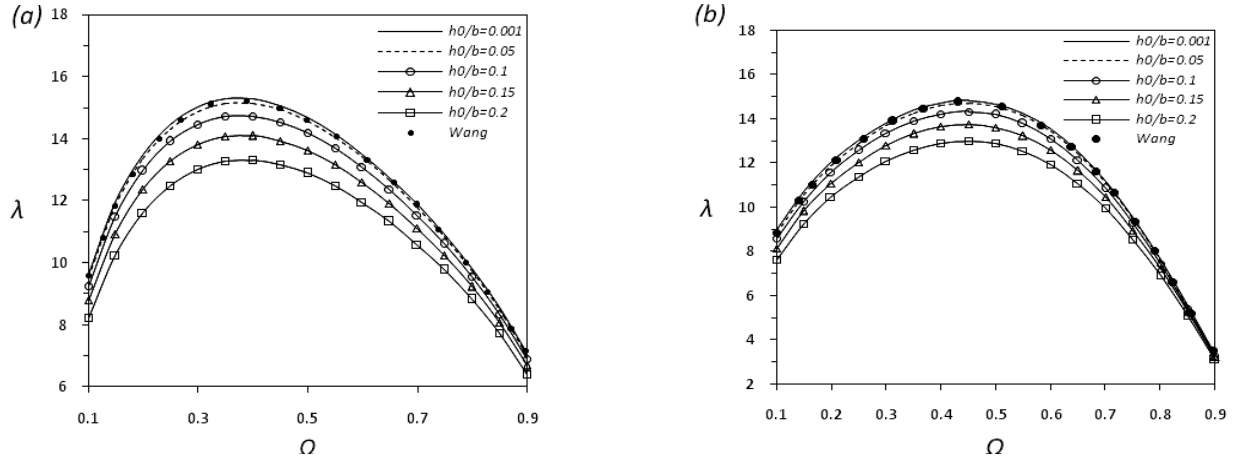 (a)
18
16
14
12
10
8
6
λ
0.1 0.3 0.5 0.7 0.9
Ω
h0/b=0.001
h0/b=0.05
h0/b=0.1
h0/b=0.15
h0/b=0.2
Wang
(b)
18
16
14
12
10
8
6
4
2
λ
0.1 0.2 0.3 0.4 0.5 0.6 0.7 0.8 0.9
Ω
h0/b=0.001
h0/b=0.05
h0/b=0.1
h0/b=0.15
h0/b=0.2
Wang